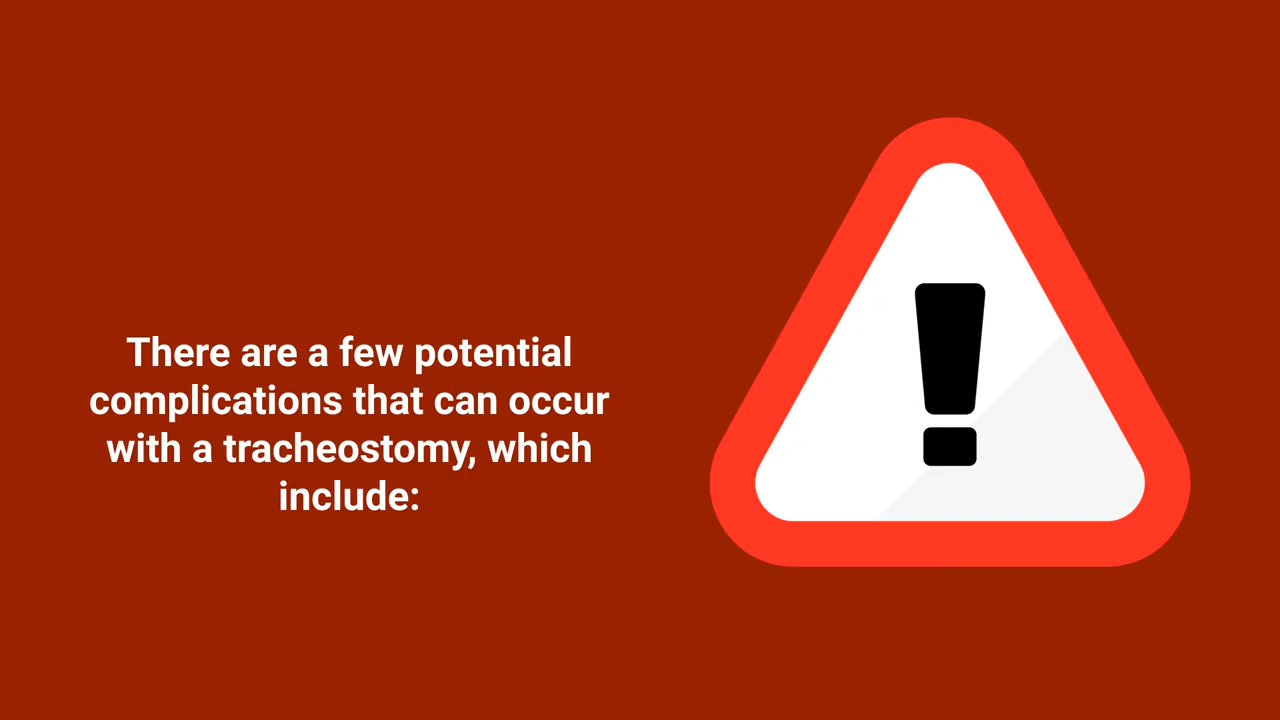 There are a few potential
complications that can occur
with a tracheostomy, which
include: